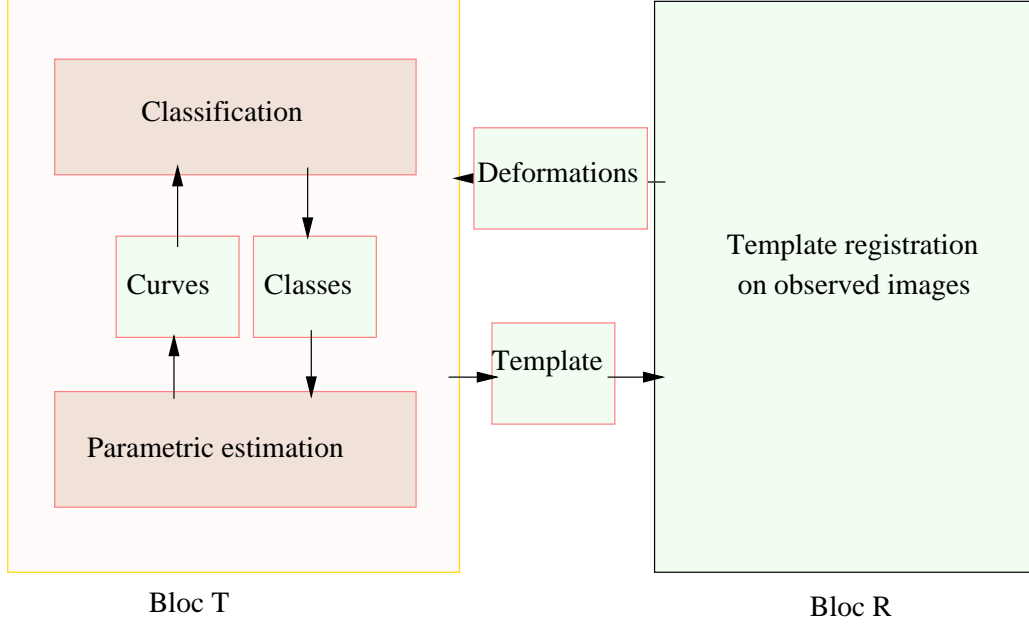 Classification
Deformations
Curves
Classes
Template registration
on observed images
Template
Parametric estimation
Bloc T
Bloc R